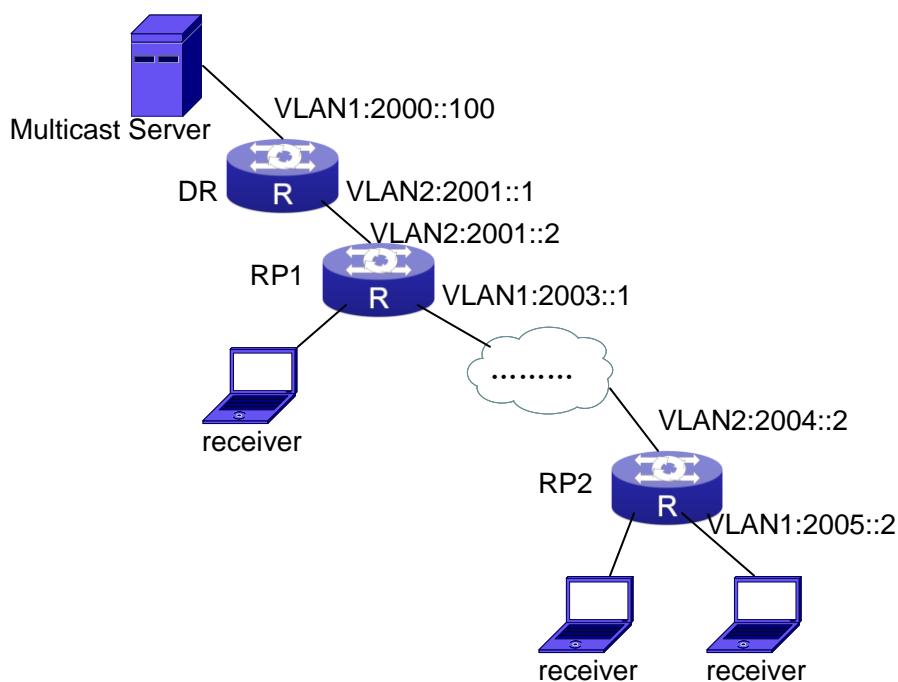 VLAN1:2000::100
Multicast Server
DR
R
VLAN2:2001::1
VLAN2:2001::2
RP1
R
VLAN1:2003::1
.........
receiver
VLAN2:2004::2
RP2
R
VLAN1:2005::2
receiver
receiver